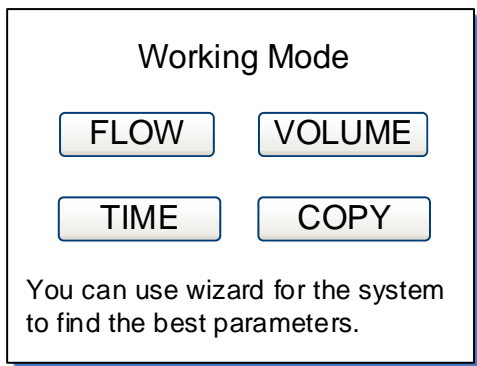 Working Mode
FLOW VOLUME
TIME COPY
You can use wizard for the system
to find the best parameters.